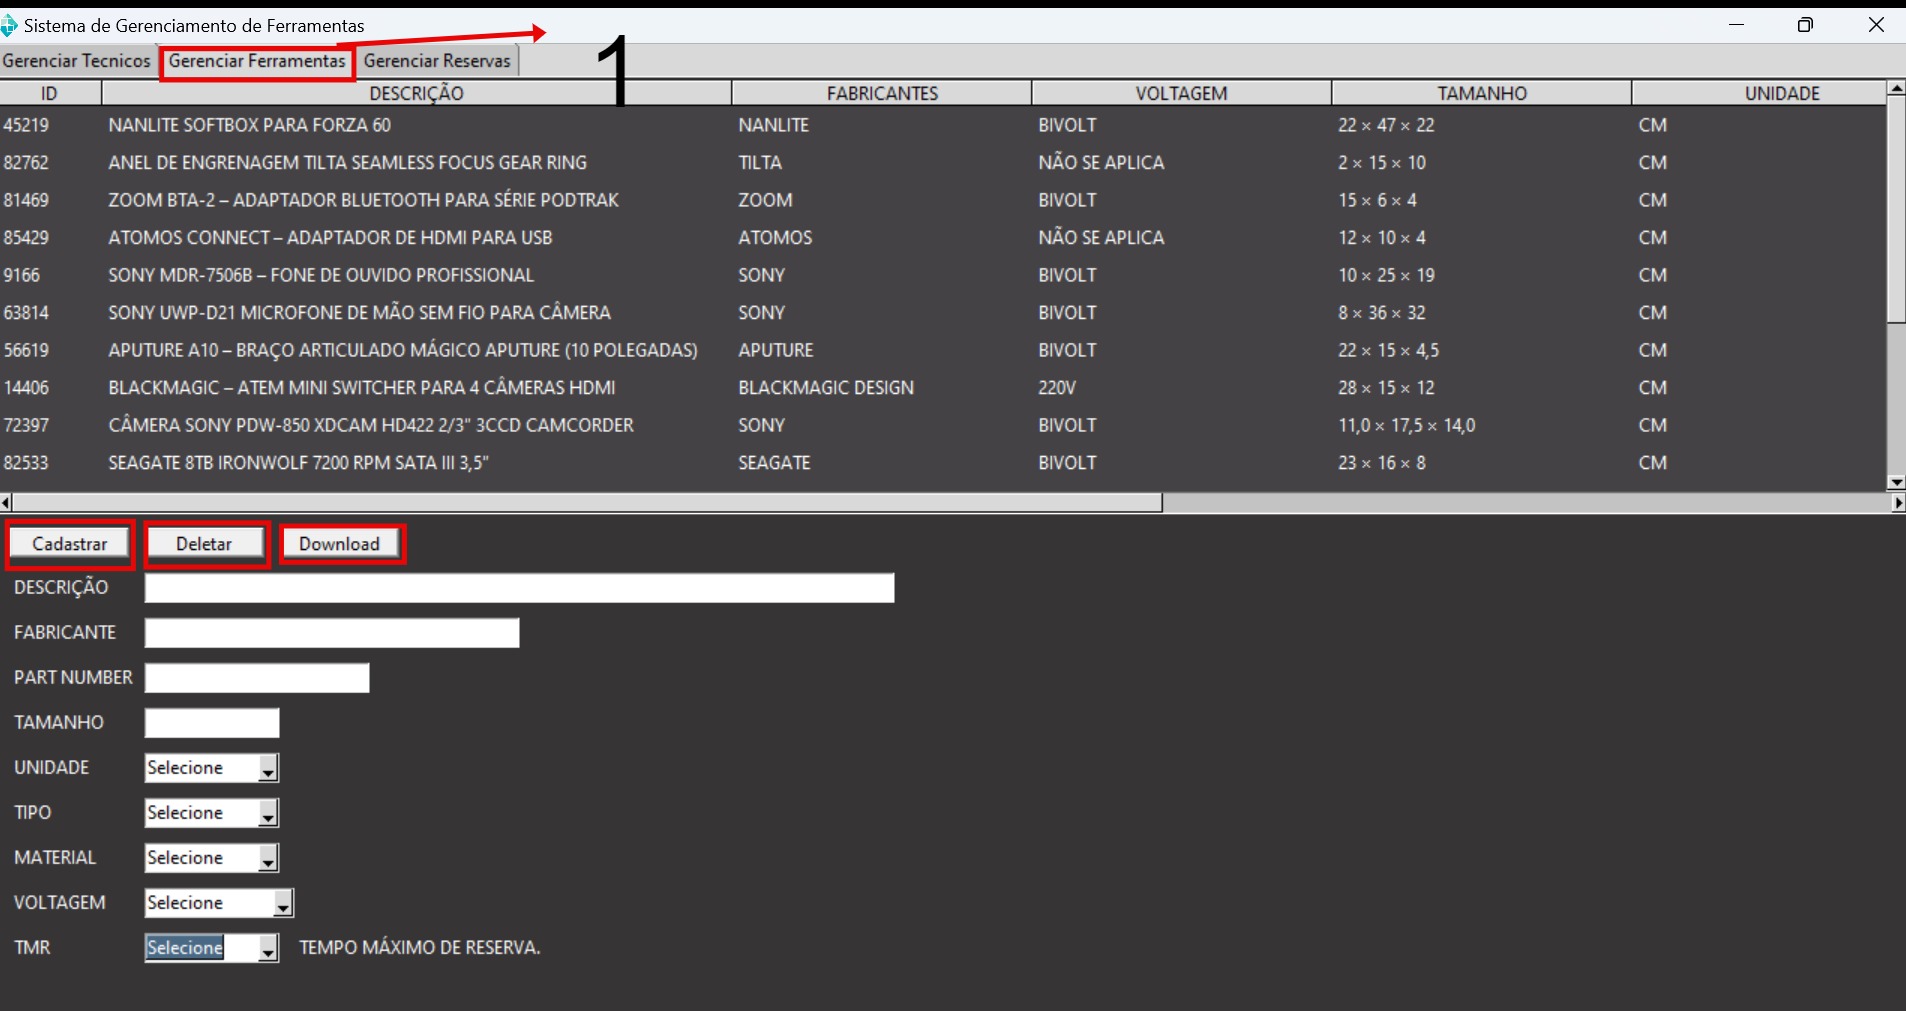 Sistema de Gerenciamento de Ferramentas
1
Gerenciar Tecnicos Gerenciar Ferramentas Gerenciar Reservas
ID DESCRIÇÃO FABRICANTES VOLTAGEM TAMANHO UNIDADE
45219 NANLITE SOFTBOX PARA FORZA 60 NANLITE BIVOLT 22 × 47 × 22 CM
82762 ANEL DE ENGRENAGEM TILTA SEAMLESS FOCUS GEAR RING TILTA NÃO SE APLICA 2 × 15 × 10 CM
81469 ZOOM BTA-2 – ADAPTADOR BLUETOOTH PARA SÉRIE PODTRAK ZOOM BIVOLT 15 × 6 × 4 CM
85429 ATOMOS CONNECT – ADAPTADOR DE HDMI PARA USB ATOMOS NÃO SE APLICA 12 × 10 × 4 CM
9166 SONY MDR-7506B – FONE DE OUVIDO PROFISSIONAL SONY BIVOLT 10 × 25 × 19 CM
63814 SONY UWP-D21 MICROFONE DE MÃO SEM FIO PARA CÂMERA SONY BIVOLT 8 × 36 × 32 CM
56619 APUTURE A10 – BRAÇO ARTICULADO MÁGICO APUTURE (10 POLEGADAS) APUTURE BIVOLT 22 × 15 × 4,5 CM
14406 BLACKMAGIC – ATEM MINI SWITCHER PARA 4 CÂMERAS HDMI BLACKMAGIC DESIGN 220V 28 × 15 × 12 CM
72397 CÂMERA SONY PDW-850 XDCAM HD422 2/3" 3CCD CAMCORDER SONY BIVOLT 11,0 × 17,5 × 14,0 CM
82533 SEAGATE 8TB IRONWOLF 7200 RPM SATA III 3,5" SEAGATE BIVOLT 23 × 16 × 8 CM
Cadastrar Deletar Download
DESCRIÇÃO
FABRICANTE
PART NUMBER
TAMANHO
UNIDADE Selecione
TIPO Selecione
MATERIAL Selecione
VOLTAGEM Selecione
TMR Selecione TEMPO MÁXIMO DE RESERVA.